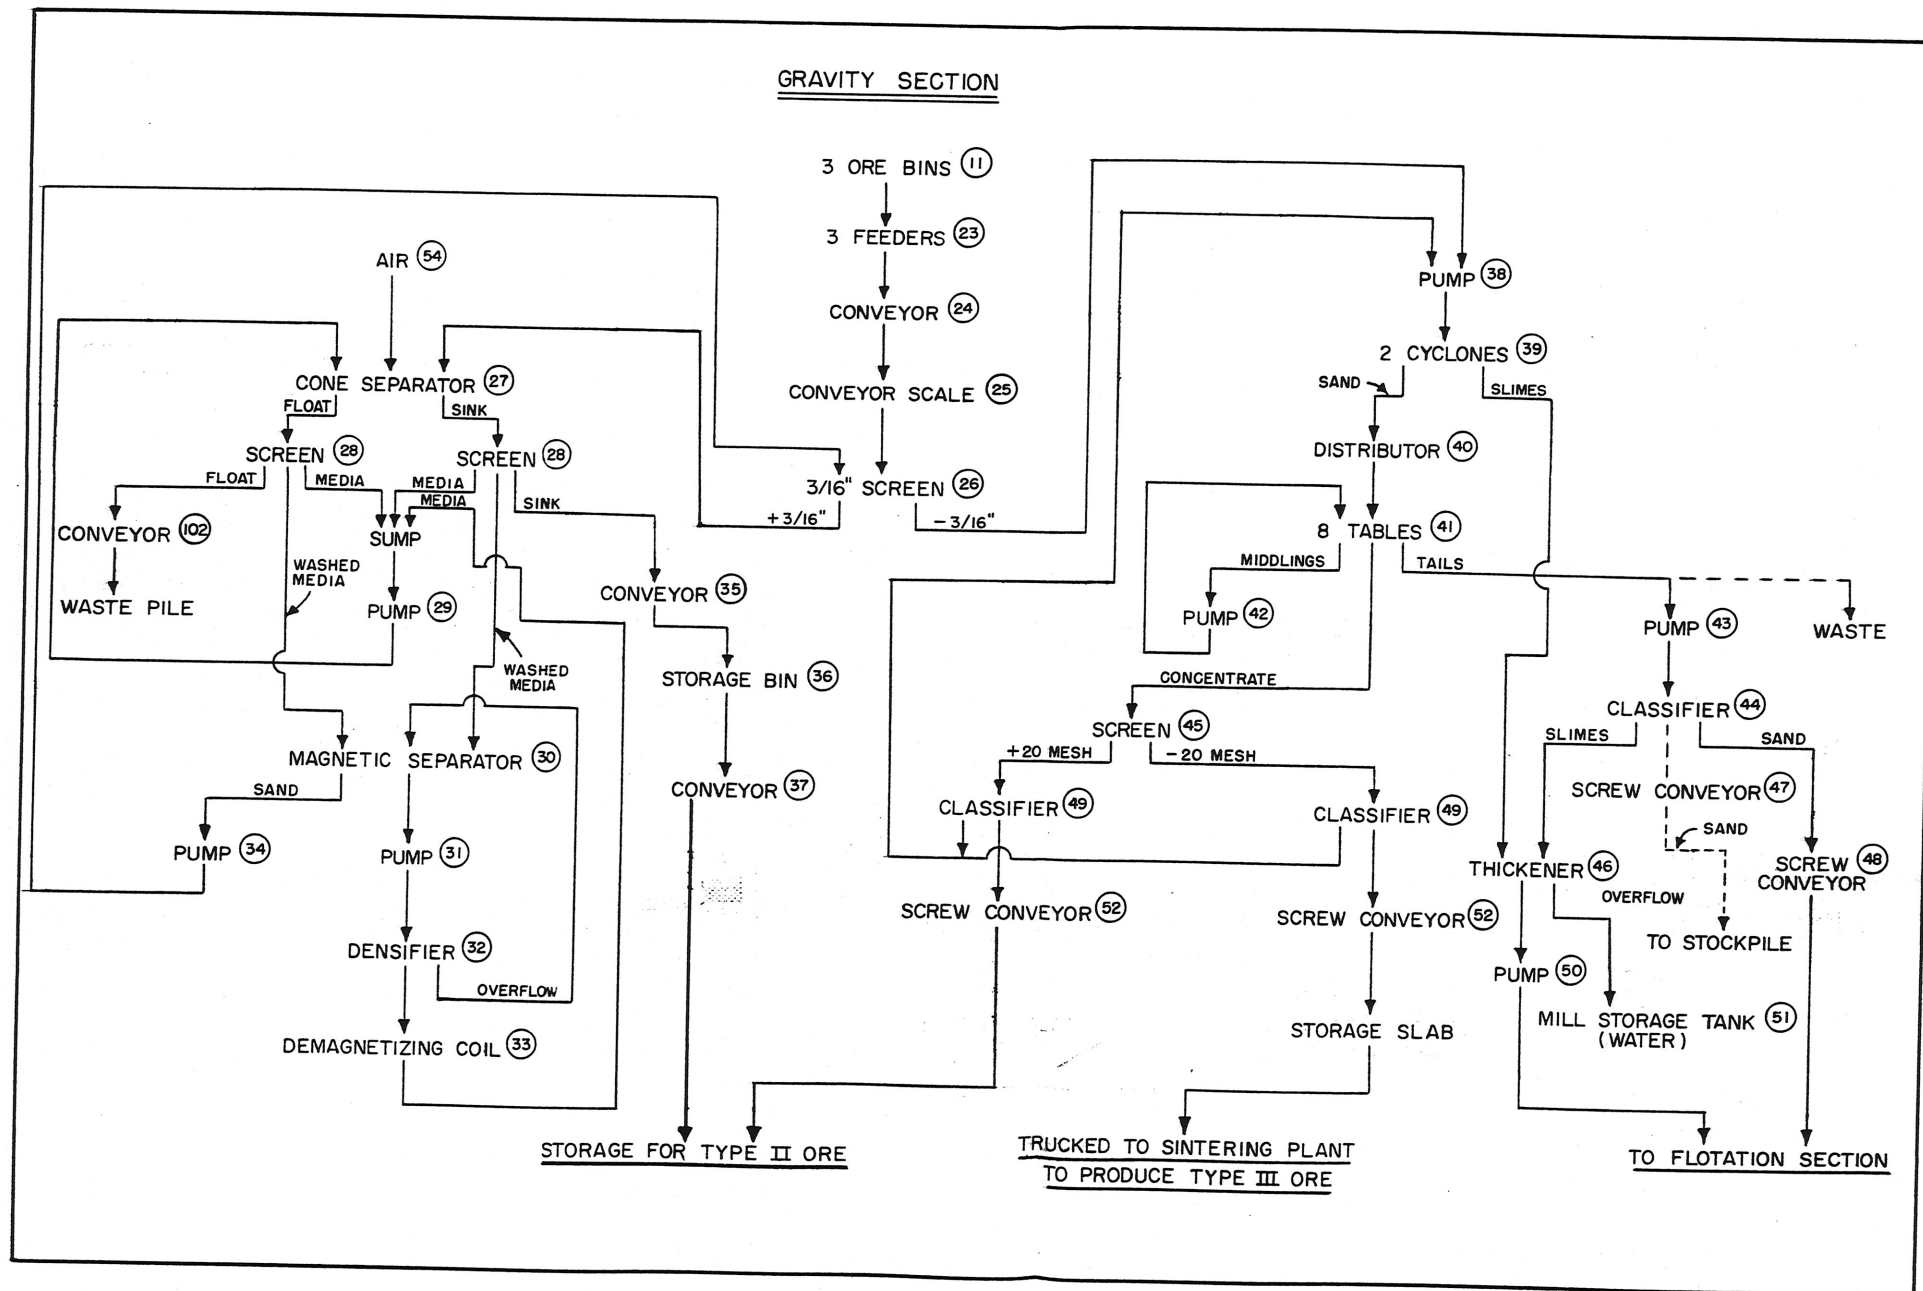 GRAVITY SECTION
3 ORE BINS 11
3 FEEDERS 23
AIR 54
PUMP 38
CONVEYOR 24
2 CYCLONES 39
CONE SEPARATOR 27
CONVEYOR SCALE 25
SAND
SLIMES
FLOAT
SINK
SCREEN 28
SCREEN 28
DISTRIBUTOR 40
FLOAT
MEDIA
MEDIA
MEDIA
SINK
3/16" SCREEN 26
+3/16"
-3/16"
CONVEYOR 102
SUMP
8 TABLES 41
MIDDLINGS
TAILS
WASHED
MEDIA
WASTE PILE
PUMP 29
CONVEYOR 35
PUMP 42
PUMP 43
WASTE
WASHED
MEDIA
STORAGE BIN 36
CONCENTRATE
CLASSIFIER 44
SCREEN 45
SLIMES
SAND
MAGNETIC SEPARATOR 30
+20 MESH
-20 MESH
SAND
CONVEYOR 37
SCREW CONVEYOR 47
CLASSIFIER 49
CLASSIFIER 49
SAND
PUMP 34
PUMP 31
THICKENER 46
SCREW 48
CONVEYOR
OVERFLOW
SCREW CONVEYOR 52
SCREW CONVEYOR 52
TO STOCKPILE
DENSIFIER 32
PUMP 50
OVERFLOW
MILL STORAGE TANK 51
(WATER)
STORAGE SLAB
DEMAGNETIZING COIL 33
STORAGE FOR TYPE II ORE
TRUCKED TO SINTERING PLANT
TO PRODUCE TYPE III ORE
TO FLOTATION SECTION